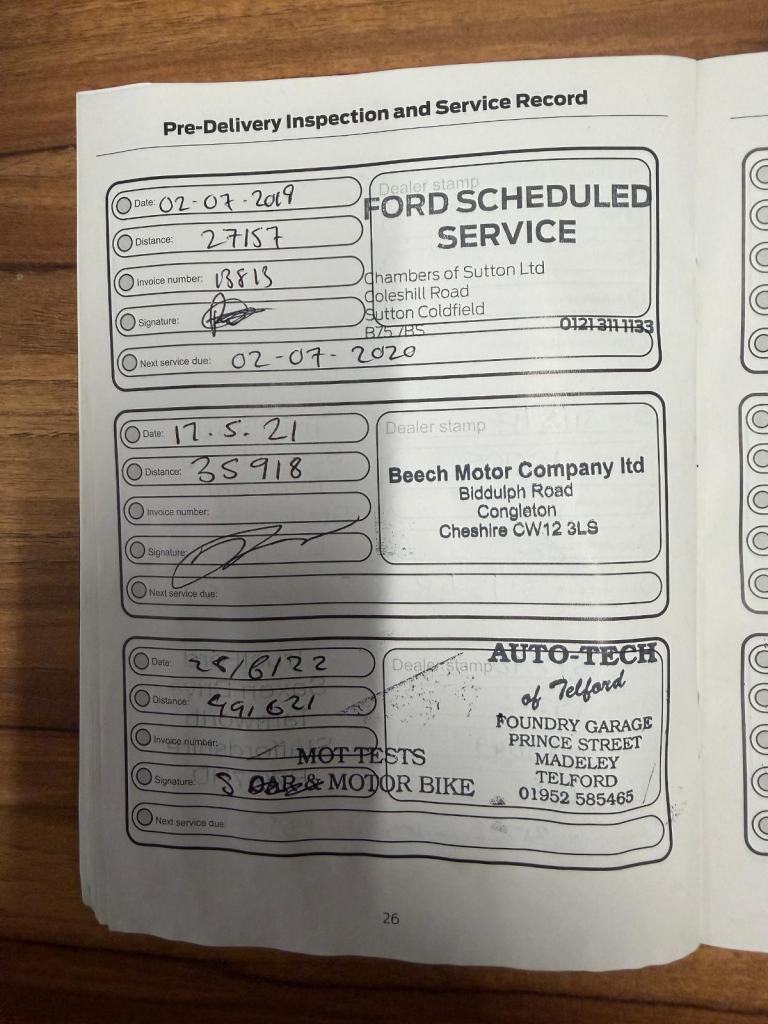 Pre-Delivery Inspection and Service Record
Date: 02-07-2019
Distance: 27157
Invoice number: 13813
Signature:
Next service due: 02-07-2020
Dealer stamp
FORD SCHEDULED
SERVICE
Chambers of Sutton Ltd
Coleshill Road
Sutton Coldfield
B75 7BS
0121 311 1133
Date: 17.5.21
Distance: 35918
Invoice number:
Signature:
Next service due:
Dealer stamp
Beech Motor Company ltd
Biddulph Road
Congleton
Cheshire CW12 3LS
Date: 28/6/22
Distance: 49,621
Invoice number:
Signature: S
Next service due:
Dealer stamp
AUTO-TECH
of Telford
FOUNDRY GARAGE
PRINCE STREET
MADELEY
TELFORD
01952 585465
MOT TESTS
CAR & MOTOR BIKE
26